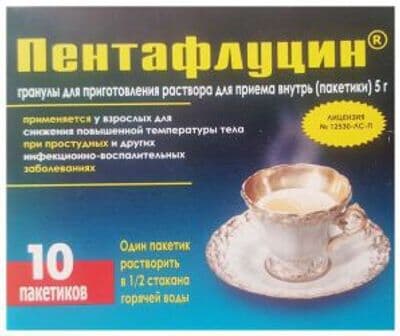 Пентафлуцин®
гранулы для приготовления раствора для приема внутрь (пакетики) 5 г
применяется у взрослых для
снижения повышенной температуры тела
при простудных и других
инфекционно-воспалительных
заболеваниях
ЛИЦЕНЗИЯ
№ 12530-ЛС-П
10
пакетиков
Один пакетик
растворить
в 1/2 стакана
горячей воды